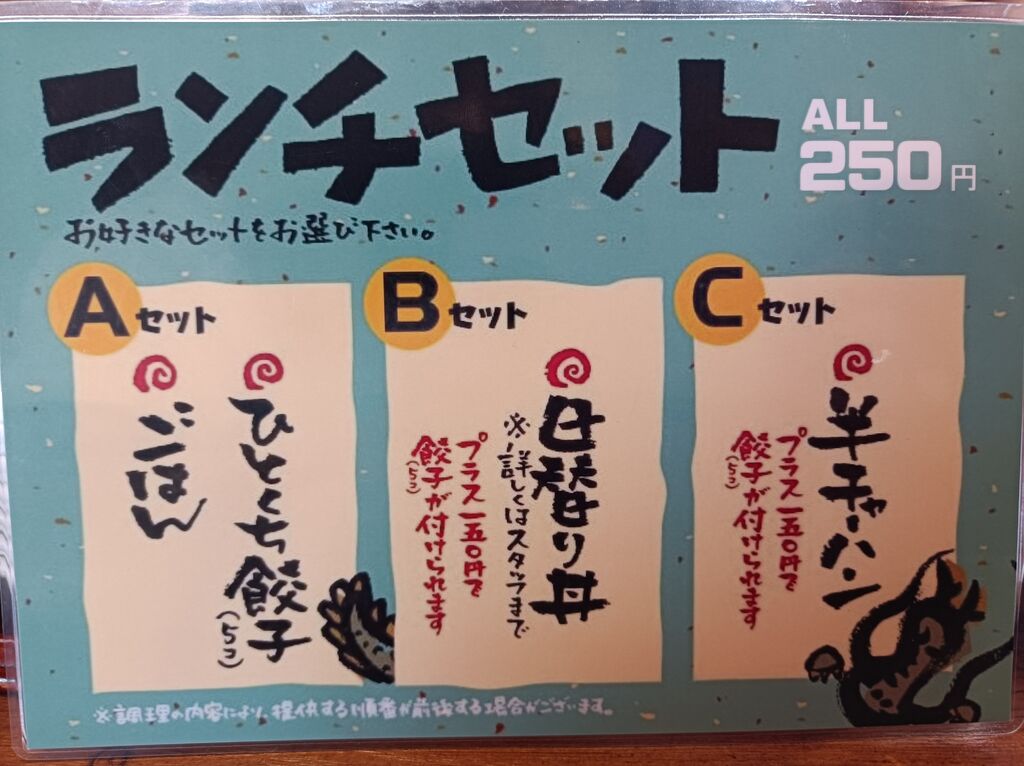 ランチセット
ALL
250円
お好きなセットをお選び下さい。
Aセット
ひとくち餃子(5コ)
ごはん
Bセット
日替り丼
※詳しくはスタッフまで
プラス一五〇円で
餃子(5コ)が付けられます
Cセット
半チャーハン
プラス一五〇円で
餃子(5コ)が付けられます
※調理の内容により、提供する順番が前後する場合がございます。